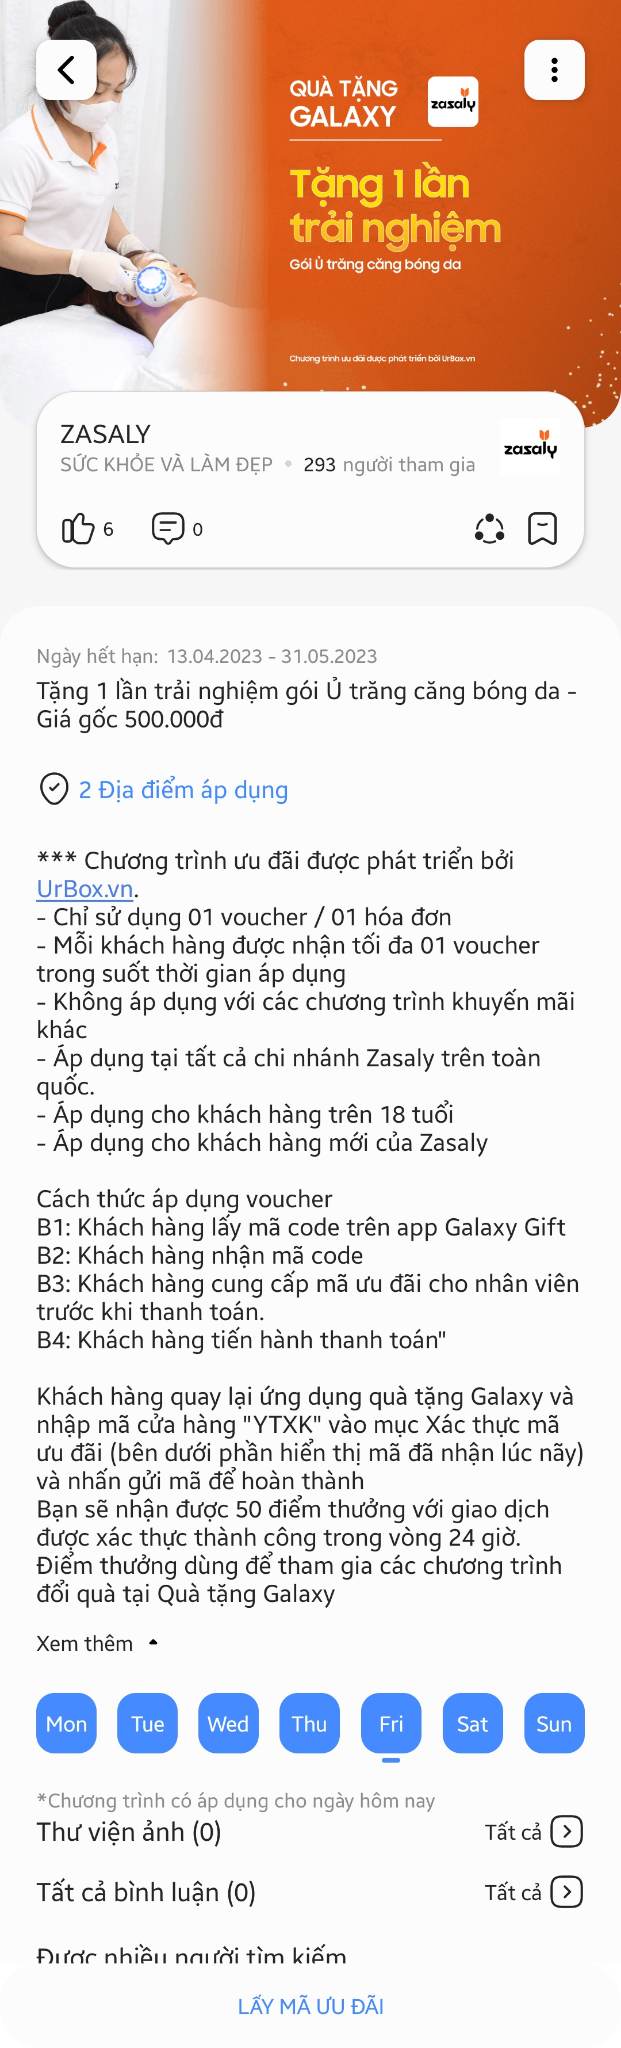 QUÀ TẶNG
GALAXY
zasaly
Tặng 1 lần
trải nghiệm
Gói Ủ trăng căng bóng da
Chương trình ưu đãi được phát triển bởi UrBox.vn
ZASALY
SỨC KHỎE VÀ LÀM ĐẸP • 293 người tham gia
zasaly
6
0
Ngày hết hạn: 13.04.2023 - 31.05.2023
Tặng 1 lần trải nghiệm gói Ủ trăng căng bóng da -
Giá gốc 500.000đ
2 Địa điểm áp dụng
*** Chương trình ưu đãi được phát triển bởi
UrBox.vn.
- Chỉ sử dụng 01 voucher / 01 hóa đơn
- Mỗi khách hàng được nhận tối đa 01 voucher
trong suốt thời gian áp dụng
- Không áp dụng với các chương trình khuyến mãi
khác
- Áp dụng tại tất cả chi nhánh Zasaly trên toàn
quốc.
- Áp dụng cho khách hàng trên 18 tuổi
- Áp dụng cho khách hàng mới của Zasaly
Cách thức áp dụng voucher
B1: Khách hàng lấy mã code trên app Galaxy Gift
B2: Khách hàng nhận mã code
B3: Khách hàng cung cấp mã ưu đãi cho nhân viên
trước khi thanh toán.
B4: Khách hàng tiến hành thanh toán"
Khách hàng quay lại ứng dụng quà tặng Galaxy và
nhập mã cửa hàng "YTXK" vào mục Xác thực mã
ưu đãi (bên dưới phần hiển thị mã đã nhận lúc nãy)
và nhấn gửi mã để hoàn thành
Bạn sẽ nhận được 50 điểm thưởng với giao dịch
được xác thực thành công trong vòng 24 giờ.
Điểm thưởng dùng để tham gia các chương trình
đổi quà tại Quà tặng Galaxy
Xem thêm
Mon Tue Wed Thu Fri Sat Sun
*Chương trình có áp dụng cho ngày hôm nay
Thư viện ảnh (0) Tất cả
Tất cả bình luận (0) Tất cả
Được nhiều người tìm kiếm
LẤY MÃ ƯU ĐÃI